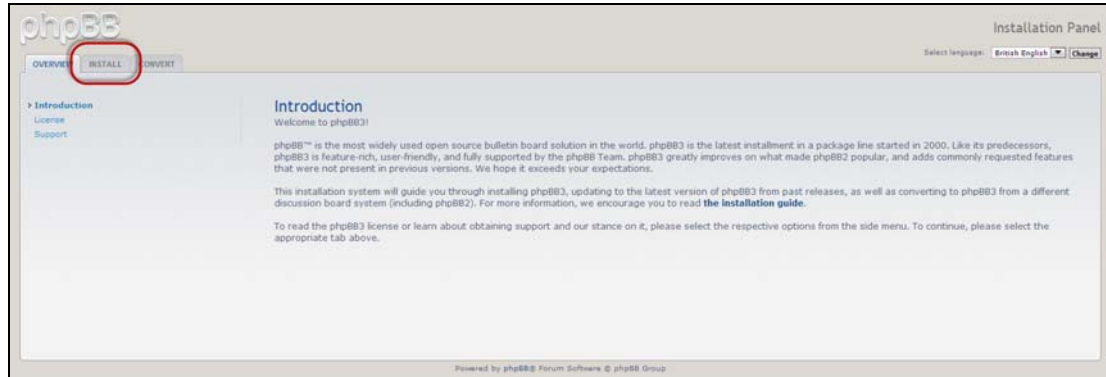 phpBB
Installation Panel
Select language: British English Change
OVERVIEW INSTALL CONVERT
Introduction
License
Support
Introduction
Welcome to phpBB3!
phpBB™ is the most widely used open source bulletin board solution in the world. phpBB3 is the latest installment in a package line started in 2000. Like its predecessors,
phpBB3 is feature-rich, user-friendly, and fully supported by the phpBB Team. phpBB3 greatly improves on what made phpBB2 popular, and adds commonly requested features
that were not present in previous versions. We hope it exceeds your expectations.
This installation system will guide you through installing phpBB3, updating to the latest version of phpBB3 from past releases, as well as converting to phpBB3 from a different
discussion board system (including phpBB2). For more information, we encourage you to read the installation guide.
To read the phpBB3 license or learn about obtaining support and our stance on it, please select the respective options from the side menu. To continue, please select the
appropriate tab above.
Powered by phpBB® Forum Software © phpBB Group